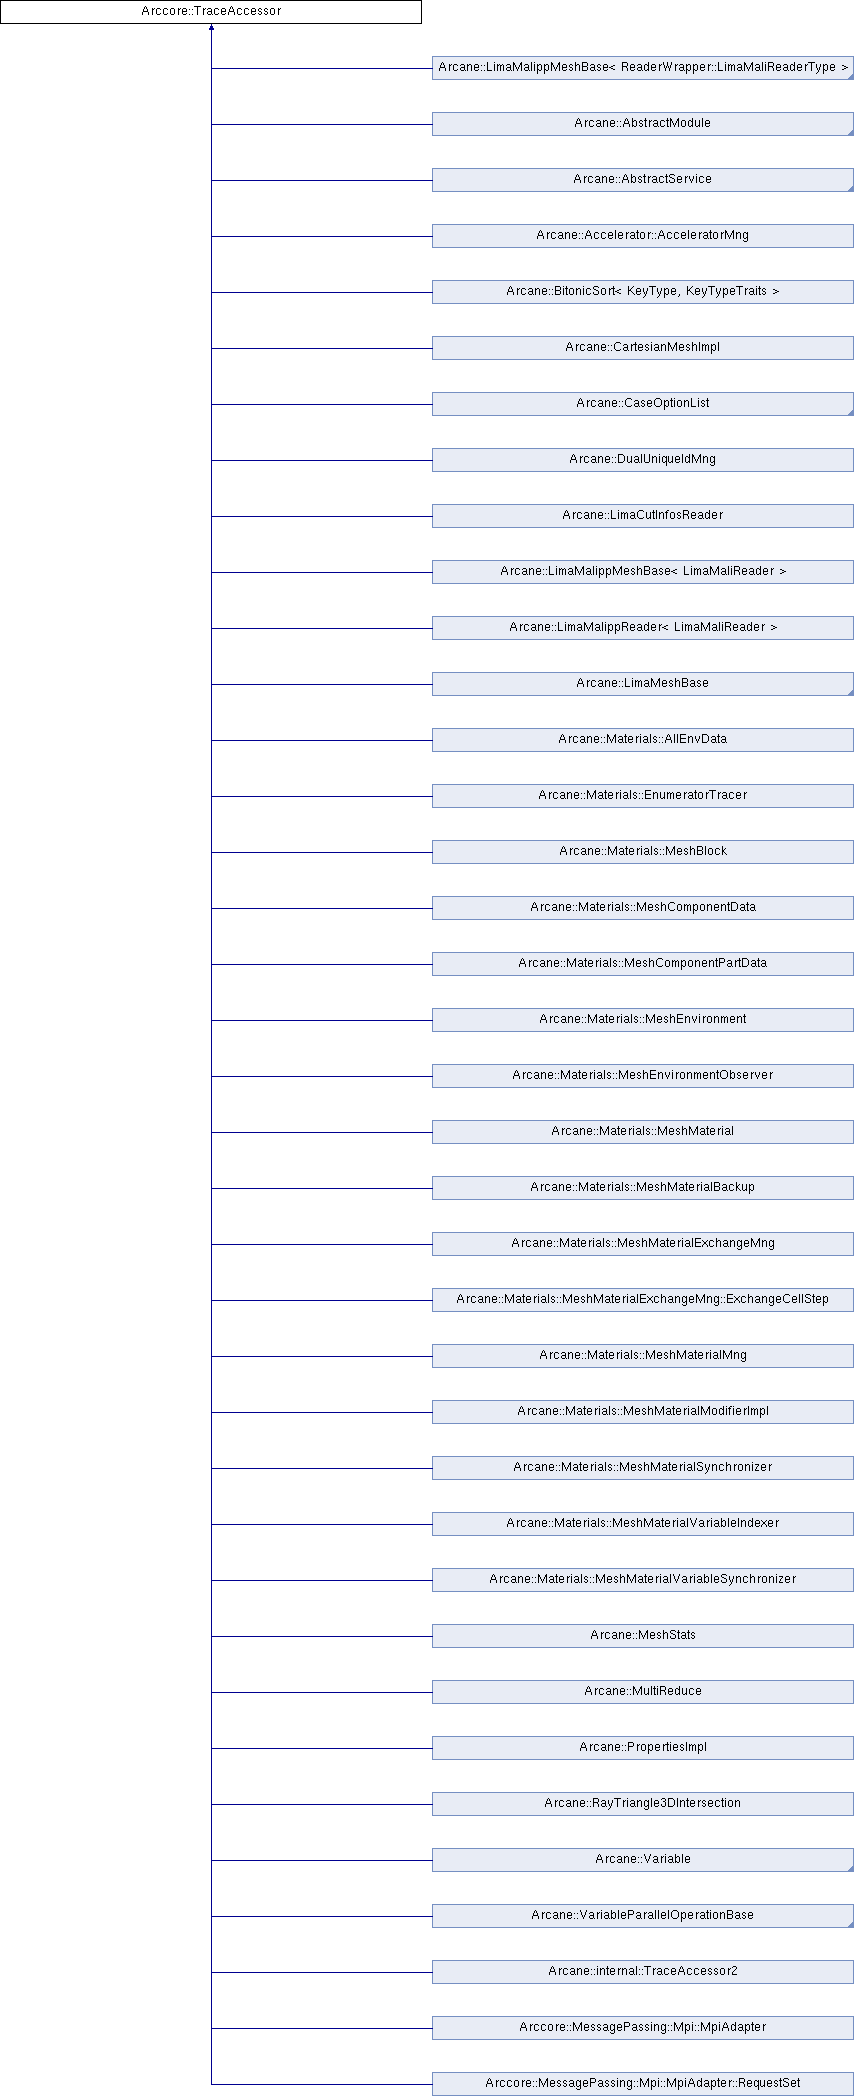 Arccore::TraceAccessor
Arcane::LimaMalippMeshBase< ReaderWrapper::LimaMaliReaderType >
Arcane::AbstractModule
Arcane::AbstractService
Arcane::Accelerator::AcceleratorMng
Arcane::BitonicSort< KeyType, KeyTypeTraits >
Arcane::CartesianMeshImpl
Arcane::CaseOptionList
Arcane::DualUniqueIdMng
Arcane::LimaCutInfosReader
Arcane::LimaMalippMeshBase< LimaMaliReader >
Arcane::LimaMalippReader< LimaMaliReader >
Arcane::LimaMeshBase
Arcane::Materials::AllEnvData
Arcane::Materials::EnumeratorTracer
Arcane::Materials::MeshBlock
Arcane::Materials::MeshComponentData
Arcane::Materials::MeshComponentPartData
Arcane::Materials::MeshEnvironment
Arcane::Materials::MeshEnvironmentObserver
Arcane::Materials::MeshMaterial
Arcane::Materials::MeshMaterialBackup
Arcane::Materials::MeshMaterialExchangeMng
Arcane::Materials::MeshMaterialExchangeMng::ExchangeCellStep
Arcane::Materials::MeshMaterialMng
Arcane::Materials::MeshMaterialModifierImpl
Arcane::Materials::MeshMaterialSynchronizer
Arcane::Materials::MeshMaterialVariableIndexer
Arcane::Materials::MeshMaterialVariableSynchronizer
Arcane::MeshStats
Arcane::MultiReduce
Arcane::PropertiesImpl
Arcane::RayTriangle3DIntersection
Arcane::Variable
Arcane::VariableParallelOperationBase
Arcane::internal::TraceAccessor2
Arccore::MessagePassing::Mpi::MpiAdapter
Arccore::MessagePassing::Mpi::MpiAdapter::RequestSet